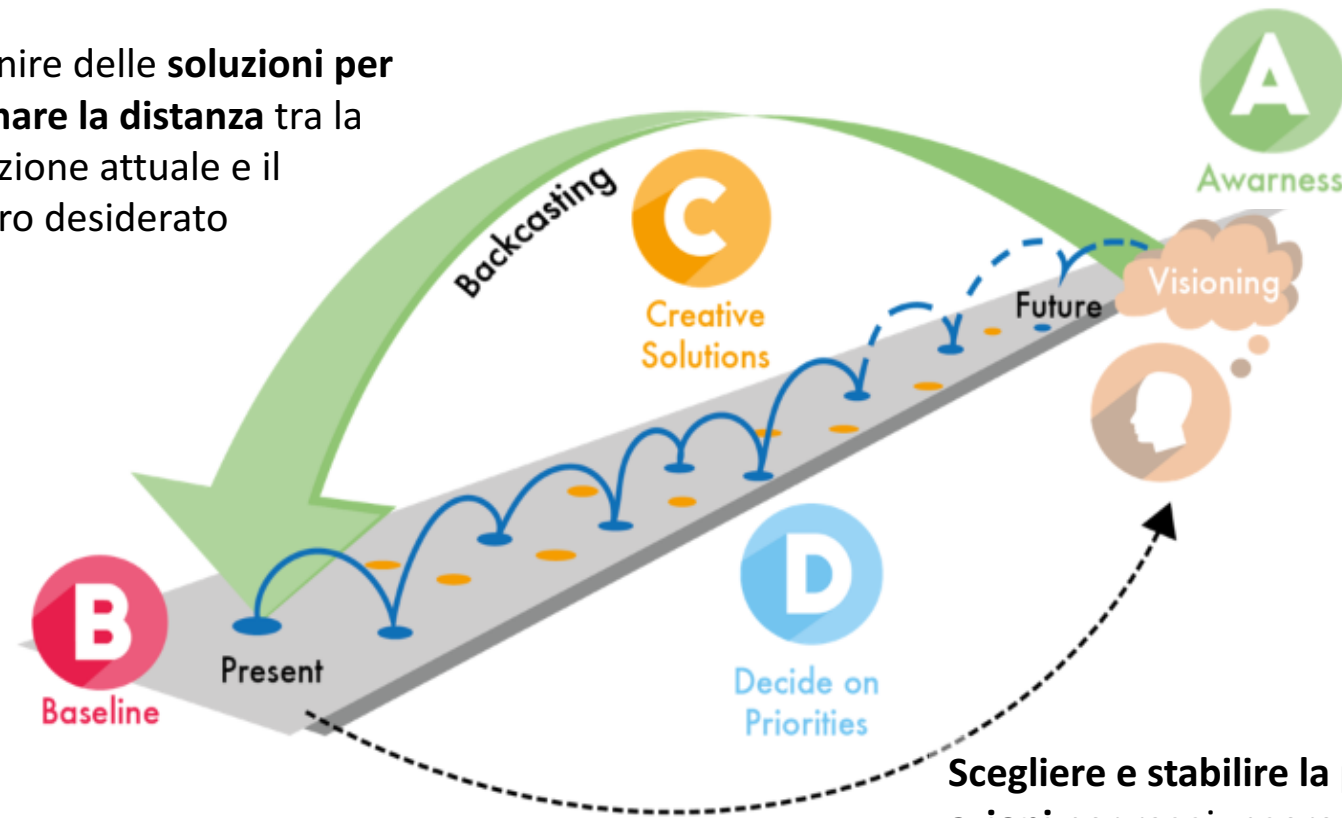 nire delle soluzioni per
nare la distanza tra la
zione attuale e il
ro desiderato
A
Awarness
Backcasting
C
Creative
Solutions
Visioning
Future
B
Baseline
Present
D
Decide on
Priorities
Scegliere e stabilire la